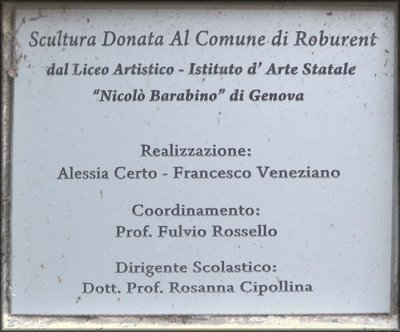 Scultura Donata Al Comune di Roburent
dal Liceo Artistico - Istituto d' Arte Statale
“Nicolò Barabino” di Genova
Realizzazione:
Alessia Certo - Francesco Veneziano
Coordinamento:
Prof. Fulvio Rossello
Dirigente Scolastico:
Dott. Prof. Rosanna Cipollina